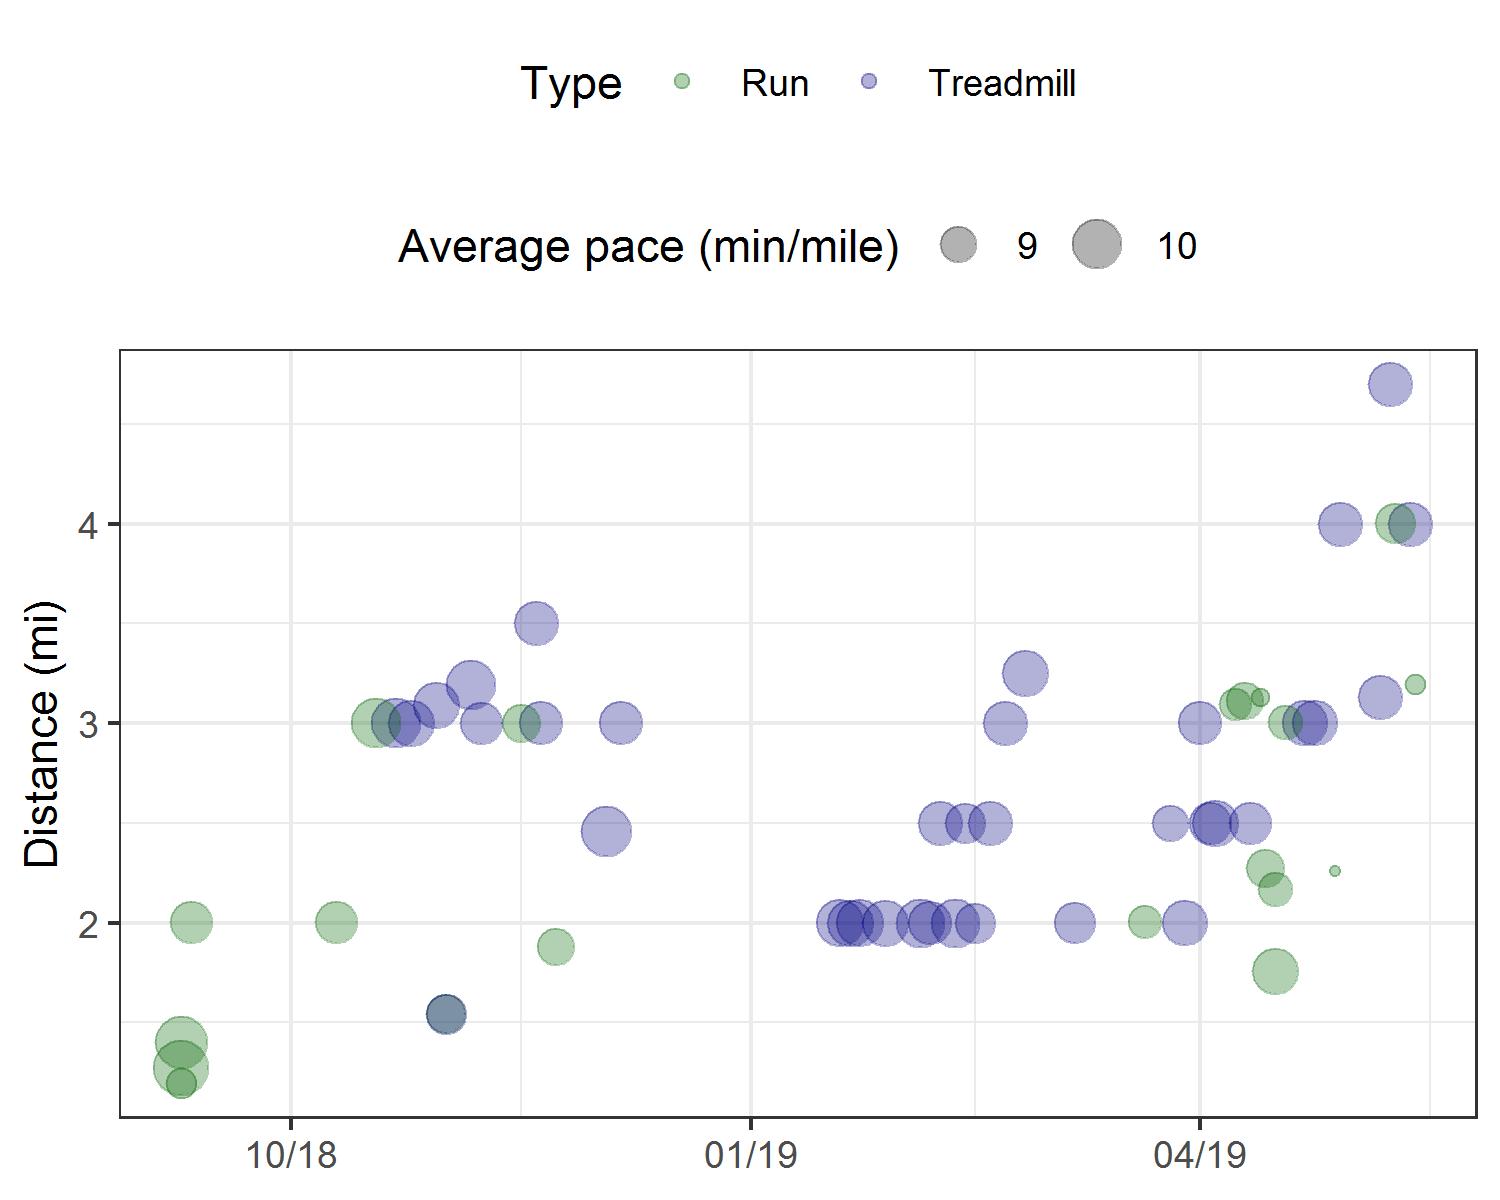 Type Run Treadmill
Average pace (min/mile) 9 10
Distance (mi)
4
3
2
10/18 01/19 04/19